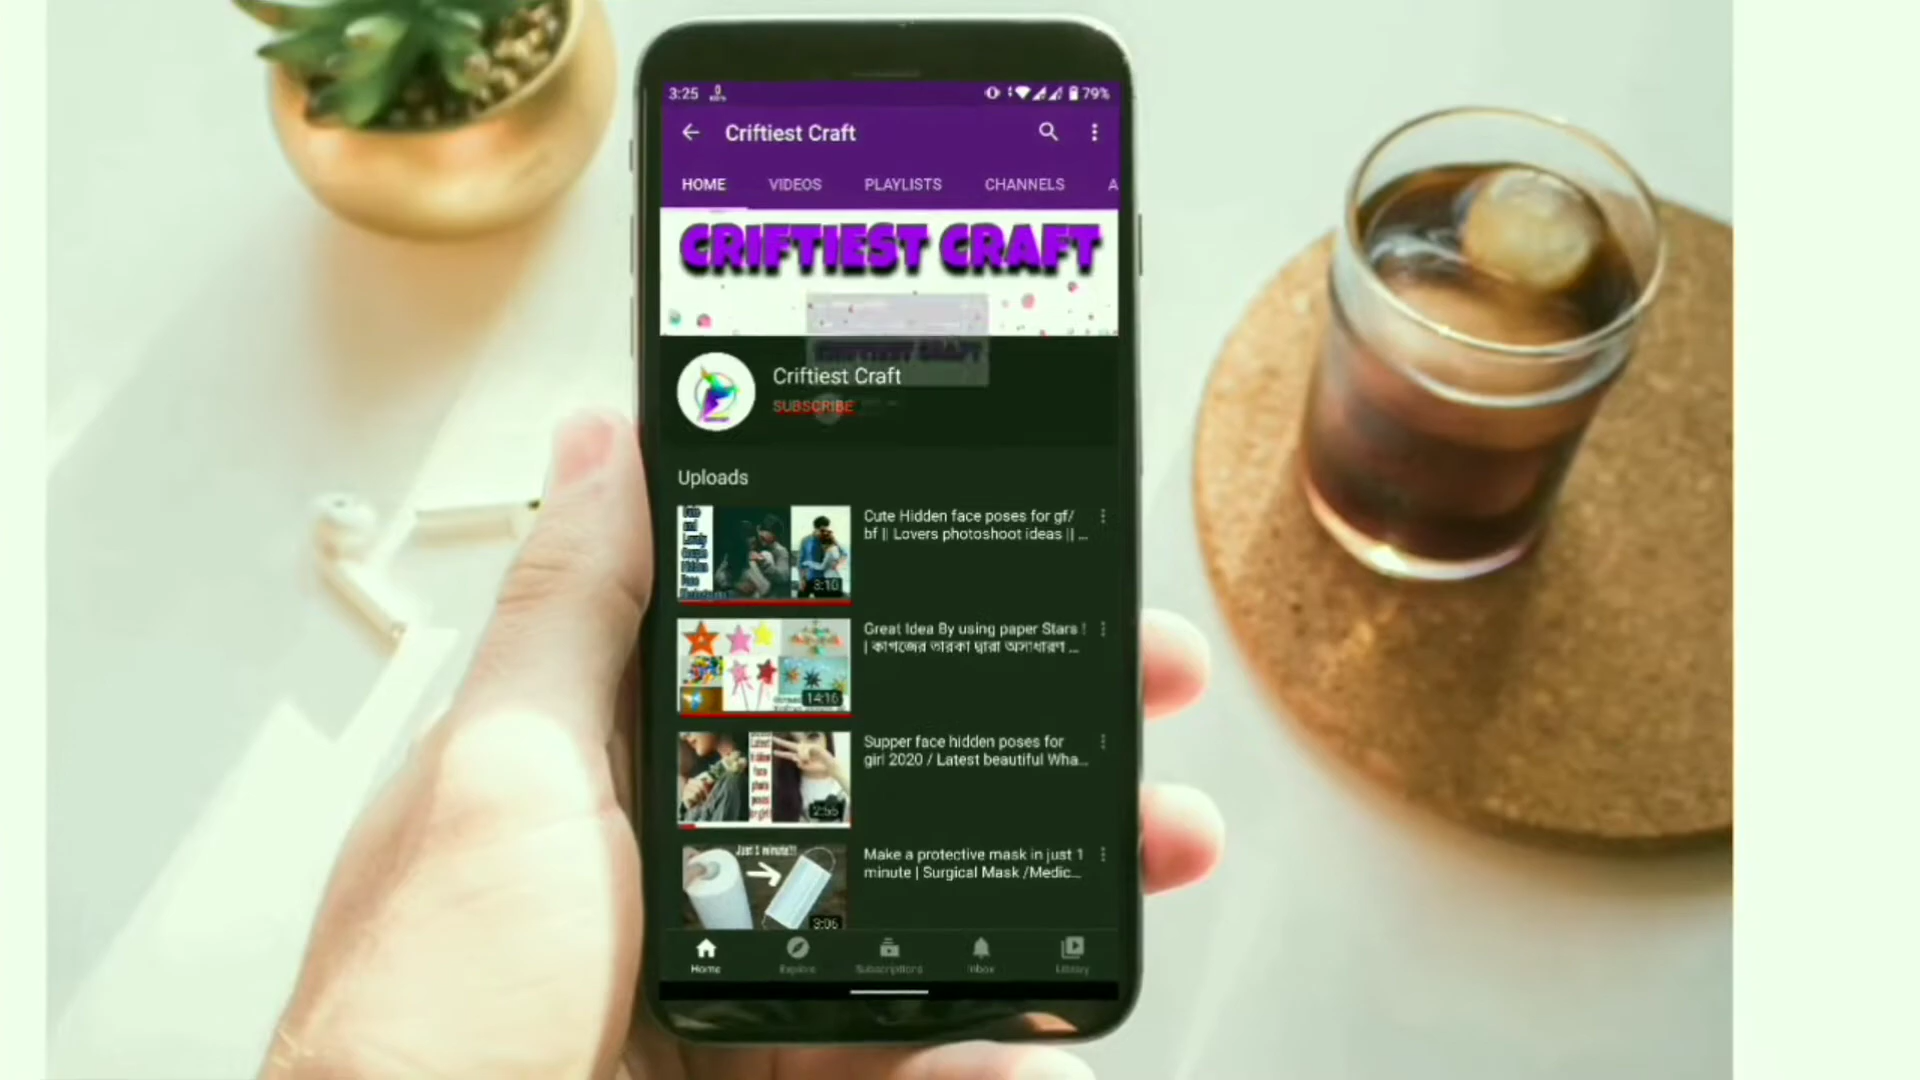 3:25
79%
Criftiest Craft
HOME VIDEOS PLAYLISTS CHANNELS A
CRIFTIEST CRAFT
Criftiest Craft
SUBSCRIBE
Uploads
Cute Hidden face poses for gf/
bf || Lovers photoshoot ideas || ...
3:10
Great Idea By using paper Stars !
| কাগজের তারকা দ্বারা অসাধারণ ...
14:16
Supper face hidden poses for
girl 2020 / Latest beautiful Wha...
2:55
Just 1 minute!!!
Make a protective mask in just 1
minute | Surgical Mask /Medic...
3:06
Home Explore Subscriptions Inbox Library